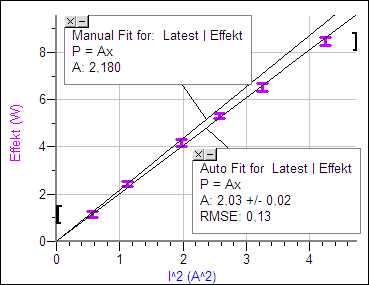 Manual Fit for: Latest | Effekt
P = Ax
A: 2,180
Auto Fit for Latest | Effekt
P = Ax
A: 2,03 +/- 0,02
RMSE: 0,13
Effekt (W)
8
6
4
2
0
0 1 2 3 4
I^2 (A^2)